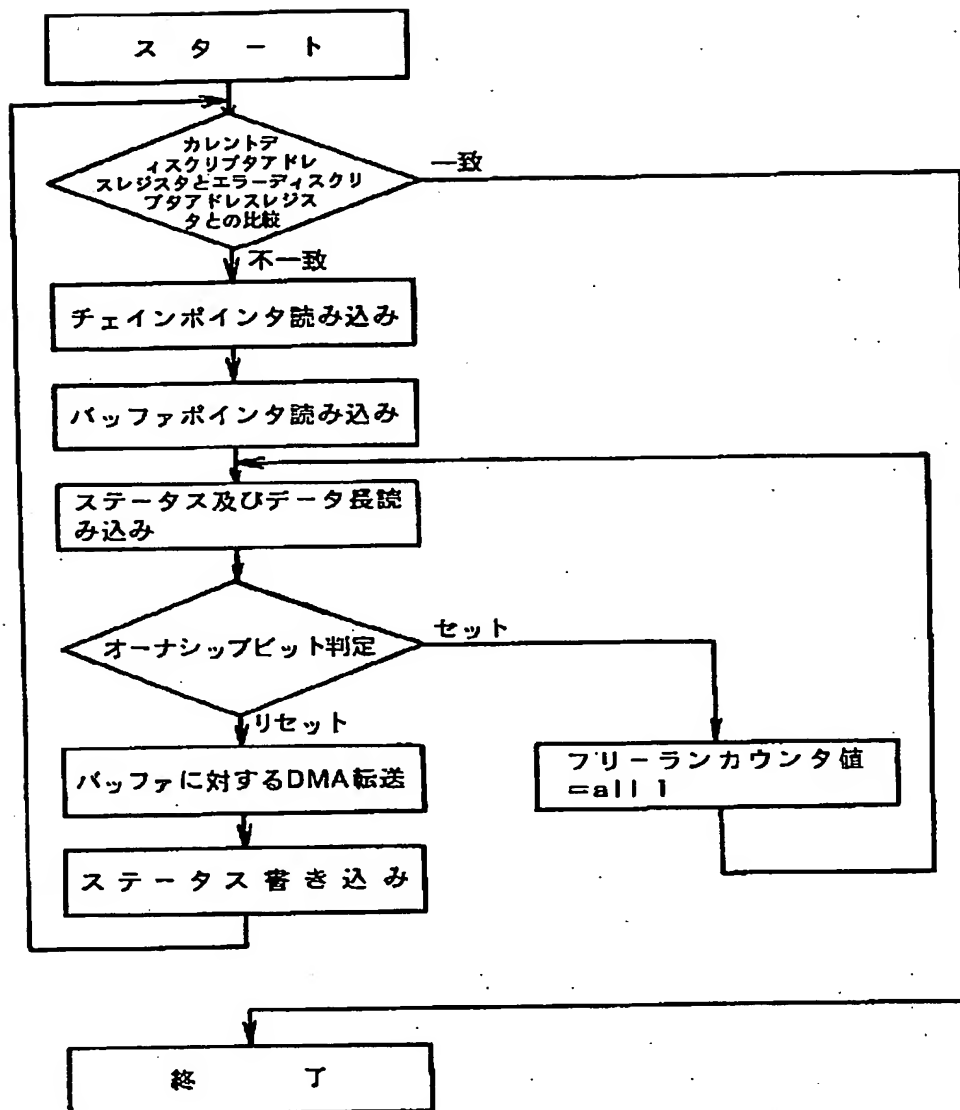 スタート
カレントデ
ィスクリプタアドレ
スレジスタとエラーディスクリ
プタアドレスレジス
タとの比較
一致
不一致
チェインポインタ読み込み
バッファポインタ読み込み
ステータス及びデータ長読
み込み
オーナシップビット判定
セット
リセット
バッファに対するDMA転送
フリーランカウンタ値
=all 1
ステータス書き込み
終了